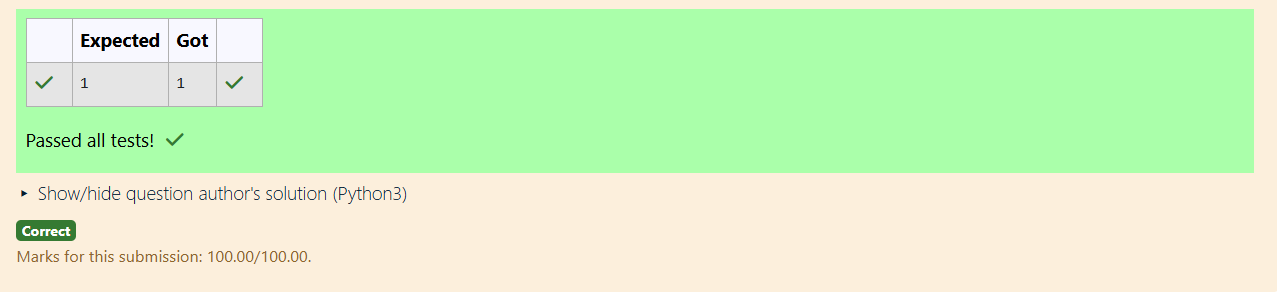 Expected Got
1 1
Passed all tests!
Show/hide question author's solution (Python3)
Correct
Marks for this submission: 100.00/100.00.